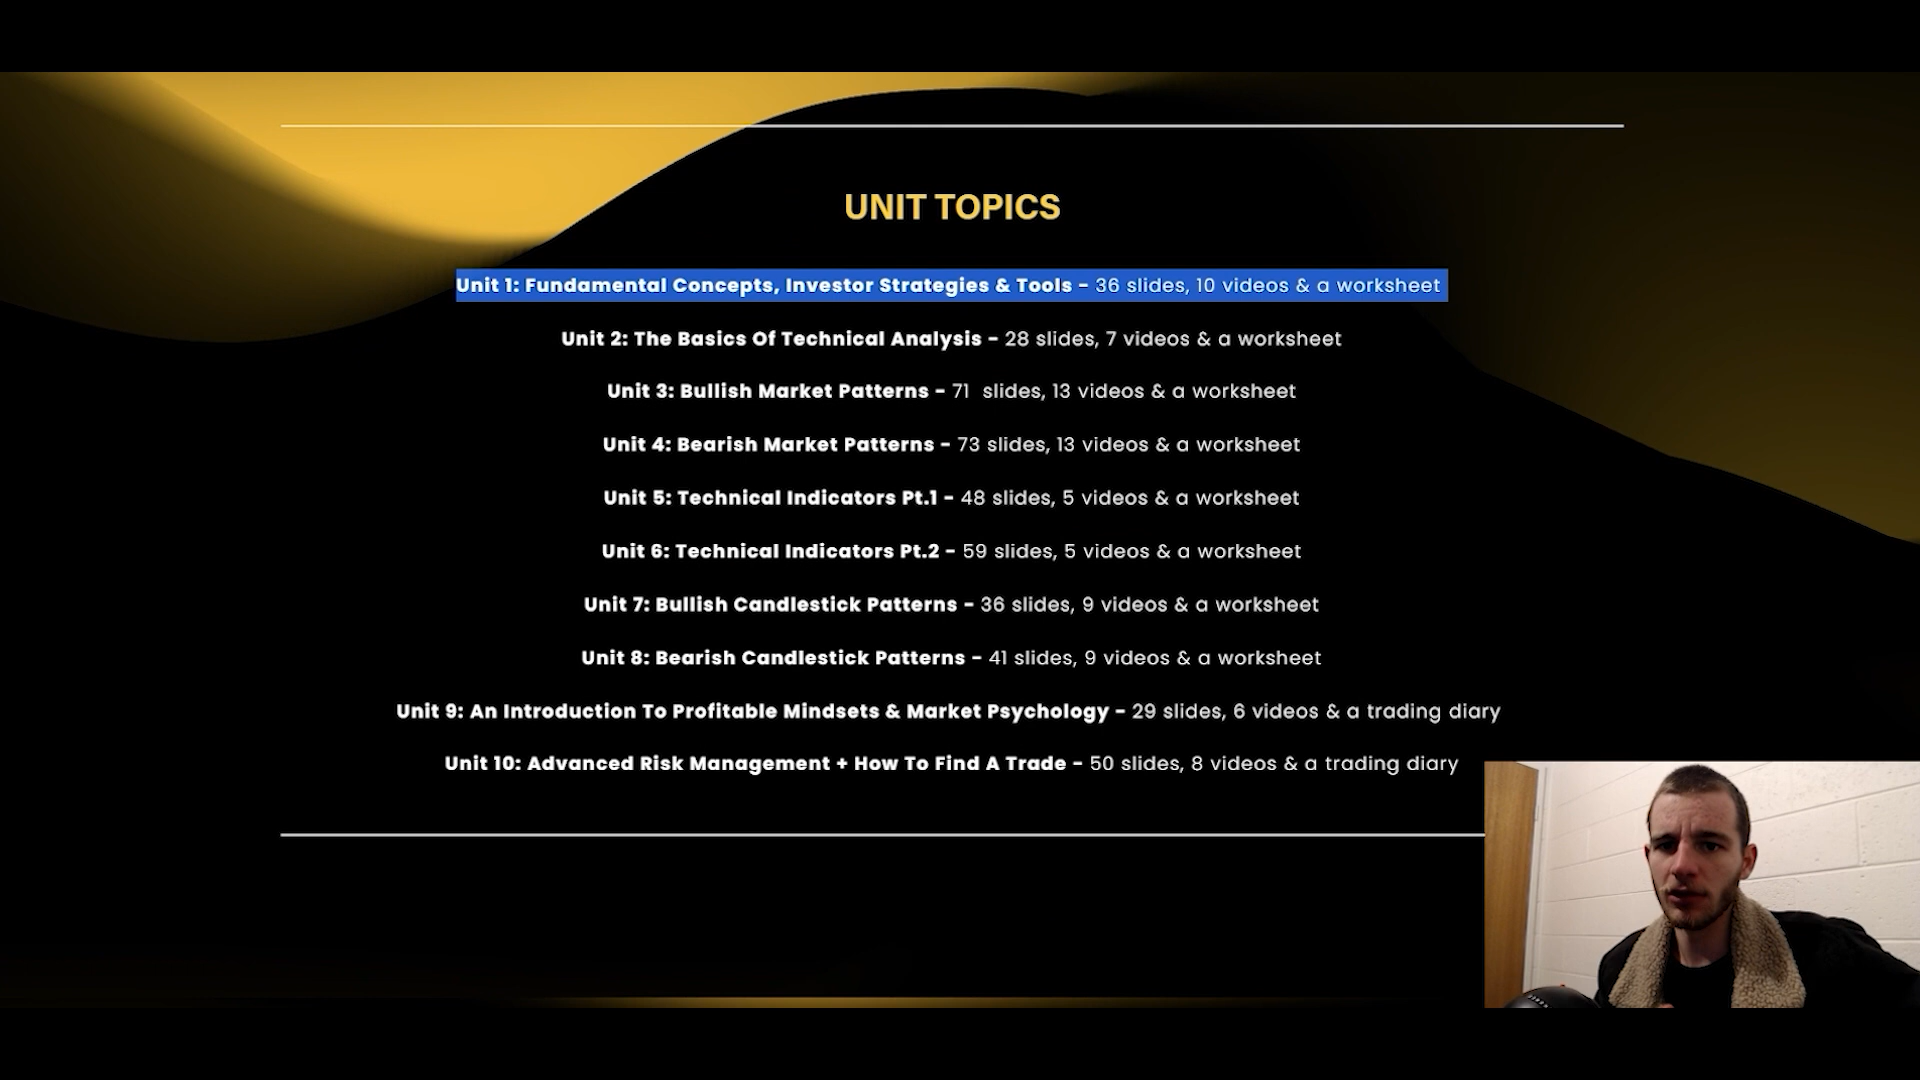 UNIT TOPICS
Unit 1: Fundamental Concepts, Investor Strategies & Tools - 36 slides, 10 videos & a worksheet
Unit 2: The Basics Of Technical Analysis - 28 slides, 7 videos & a worksheet
Unit 3: Bullish Market Patterns - 71 slides, 13 videos & a worksheet
Unit 4: Bearish Market Patterns - 73 slides, 13 videos & a worksheet
Unit 5: Technical Indicators Pt.1 - 48 slides, 5 videos & a worksheet
Unit 6: Technical Indicators Pt.2 - 59 slides, 5 videos & a worksheet
Unit 7: Bullish Candlestick Patterns - 36 slides, 9 videos & a worksheet
Unit 8: Bearish Candlestick Patterns - 41 slides, 9 videos & a worksheet
Unit 9: An Introduction To Profitable Mindsets & Market Psychology - 29 slides, 6 videos & a trading diary
Unit 10: Advanced Risk Management + How To Find A Trade - 50 slides, 8 videos & a trading diary